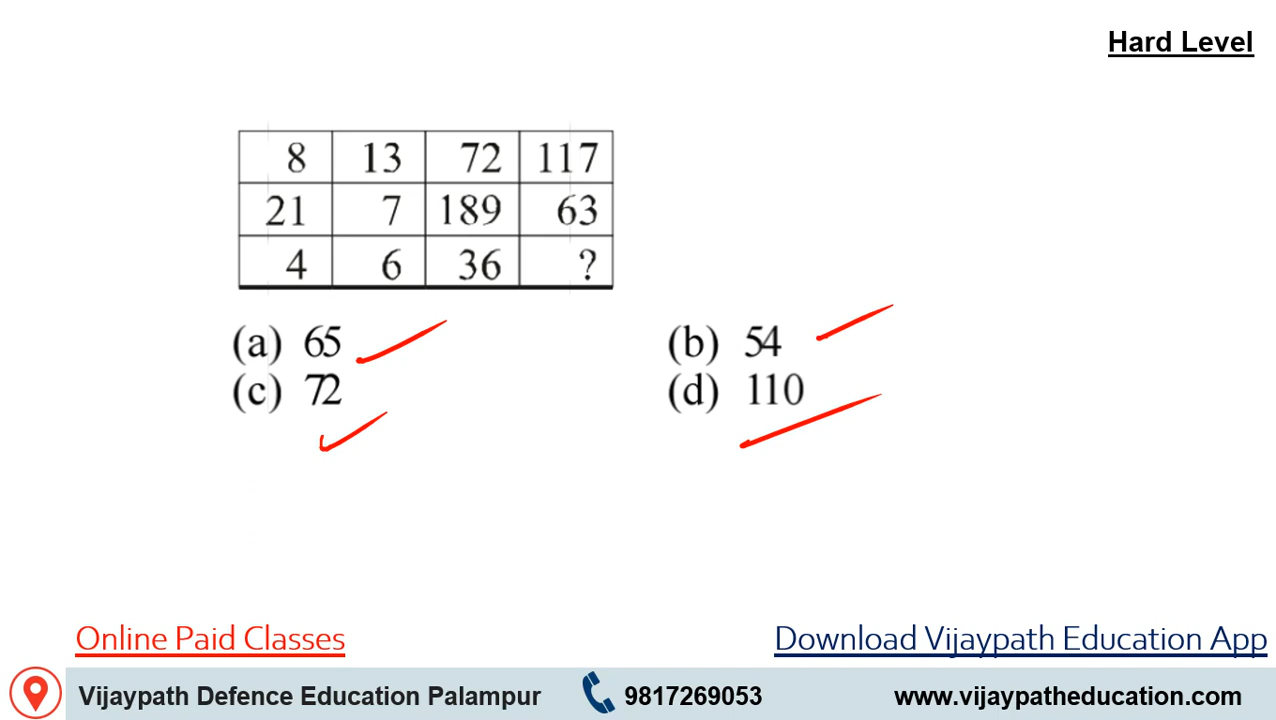 Hard Level
8 13 72 117
21 7 189 63
4 6 36 ?
(a) 65 (b) 54
(c) 72 (d) 110
Online Paid Classes Download Vijaypath Education App
Vijaypath Defence Education Palampur 9817269053 www.vijaypatheducation.com